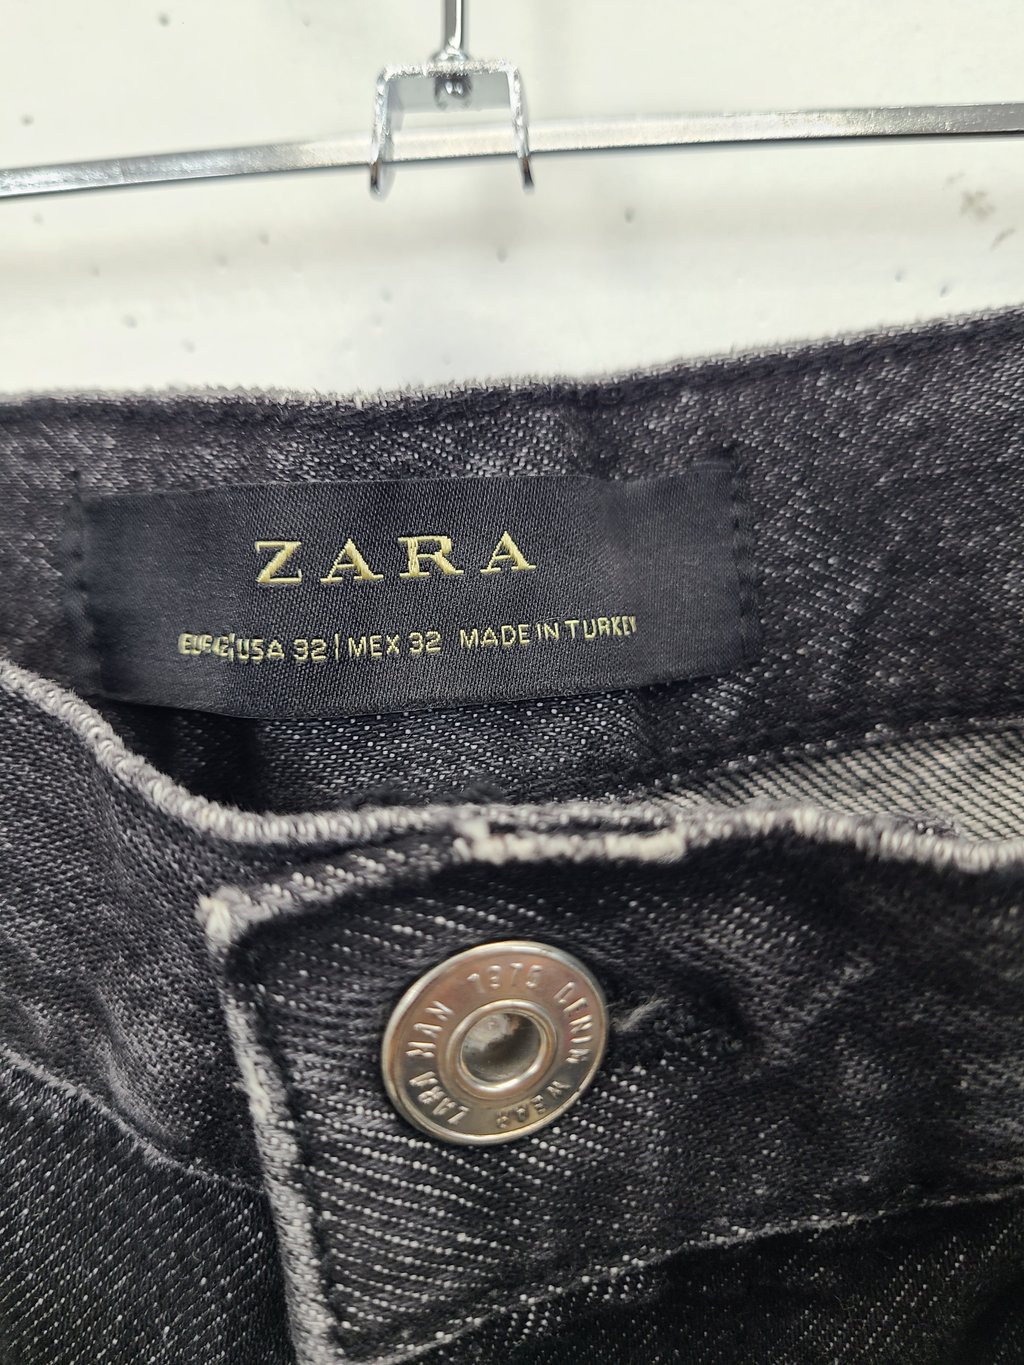 ZARA
USA 32 | MEX 32 MADE IN TURKEY
ZARA MAN 1975 DENIM WEAR